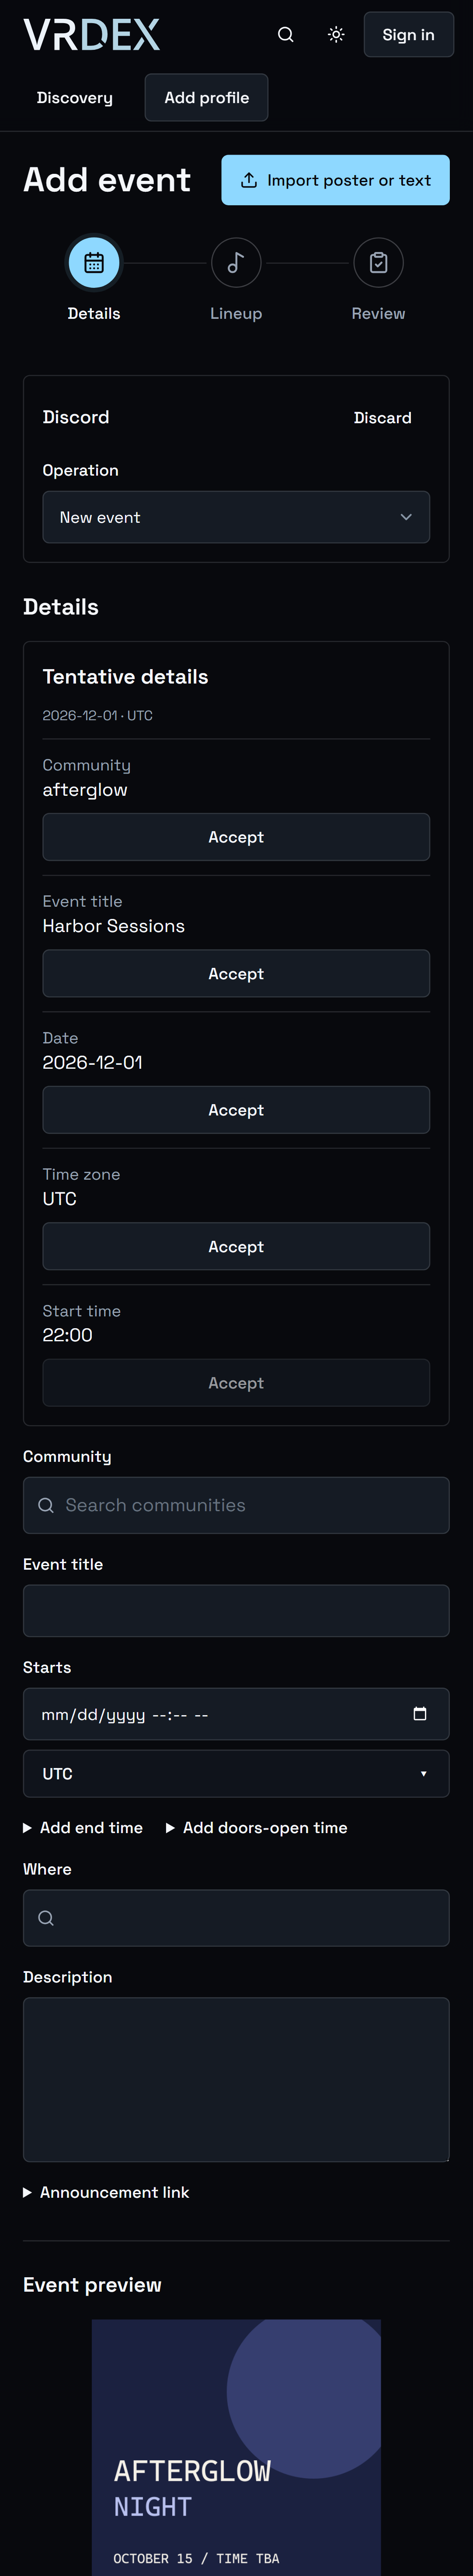 VRDEX
Sign in
Discovery
Add profile
Add event
Import poster or text
Details
Lineup
Review
Discord
Discard
Operation
New event
Details
Tentative details
2026-12-01 · UTC
Community
afterglow
Accept
Event title
Harbor Sessions
Accept
Date
2026-12-01
Accept
Time zone
UTC
Accept
Start time
22:00
Accept
Community
Search communities
Event title
Starts
mm/dd/yyyy --:-- --
UTC
Add end time
Add doors-open time
Where
Description
Announcement link
Event preview
AFTERGLOW
NIGHT
OCTOBER 15 / TIME TBA